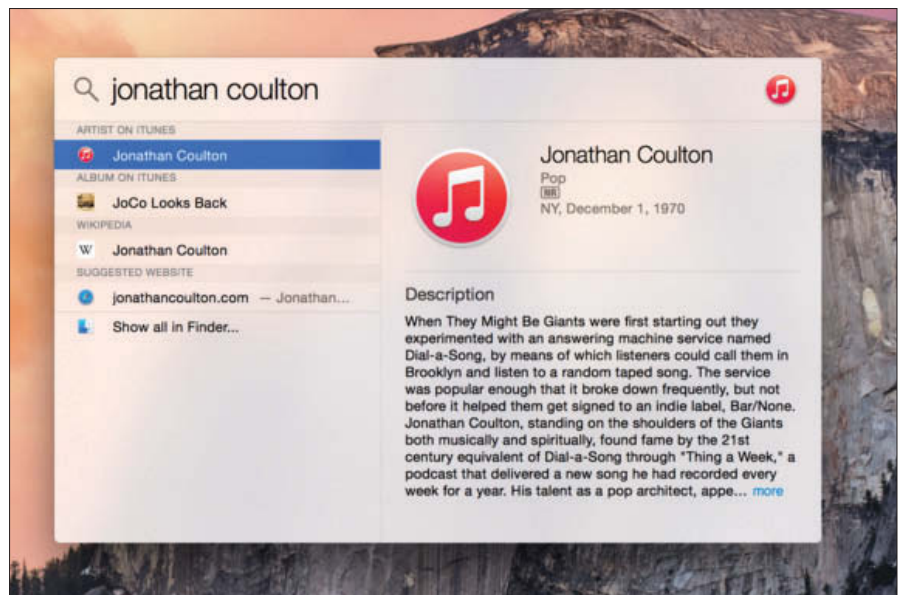 jonathan coulton
ARTIST ON ITUNES
Jonathan Coulton
ALBUM ON ITUNES
JoCo Looks Back
WIKIPEDIA
W Jonathan Coulton
SUGGESTED WEBSITE
jonathancoulton.com — Jonathan...
Show all in Finder...
Jonathan Coulton
Pop
NR
NY, December 1, 1970
Description
When They Might Be Giants were first starting out they
experimented with an answering machine service named
Dial-a-Song, by means of which listeners could call them in
Brooklyn and listen to a random taped song. The service
was popular enough that it broke down frequently, but not
before it helped them get signed to an indie label, Bar/None.
Jonathan Coulton, standing on the shoulders of the Giants
both musically and spiritually, found fame by the 21st
century equivalent of Dial-a-Song through "Thing a Week," a
podcast that delivered a new song he had recorded every
week for a year. His talent as a pop architect, appe... more